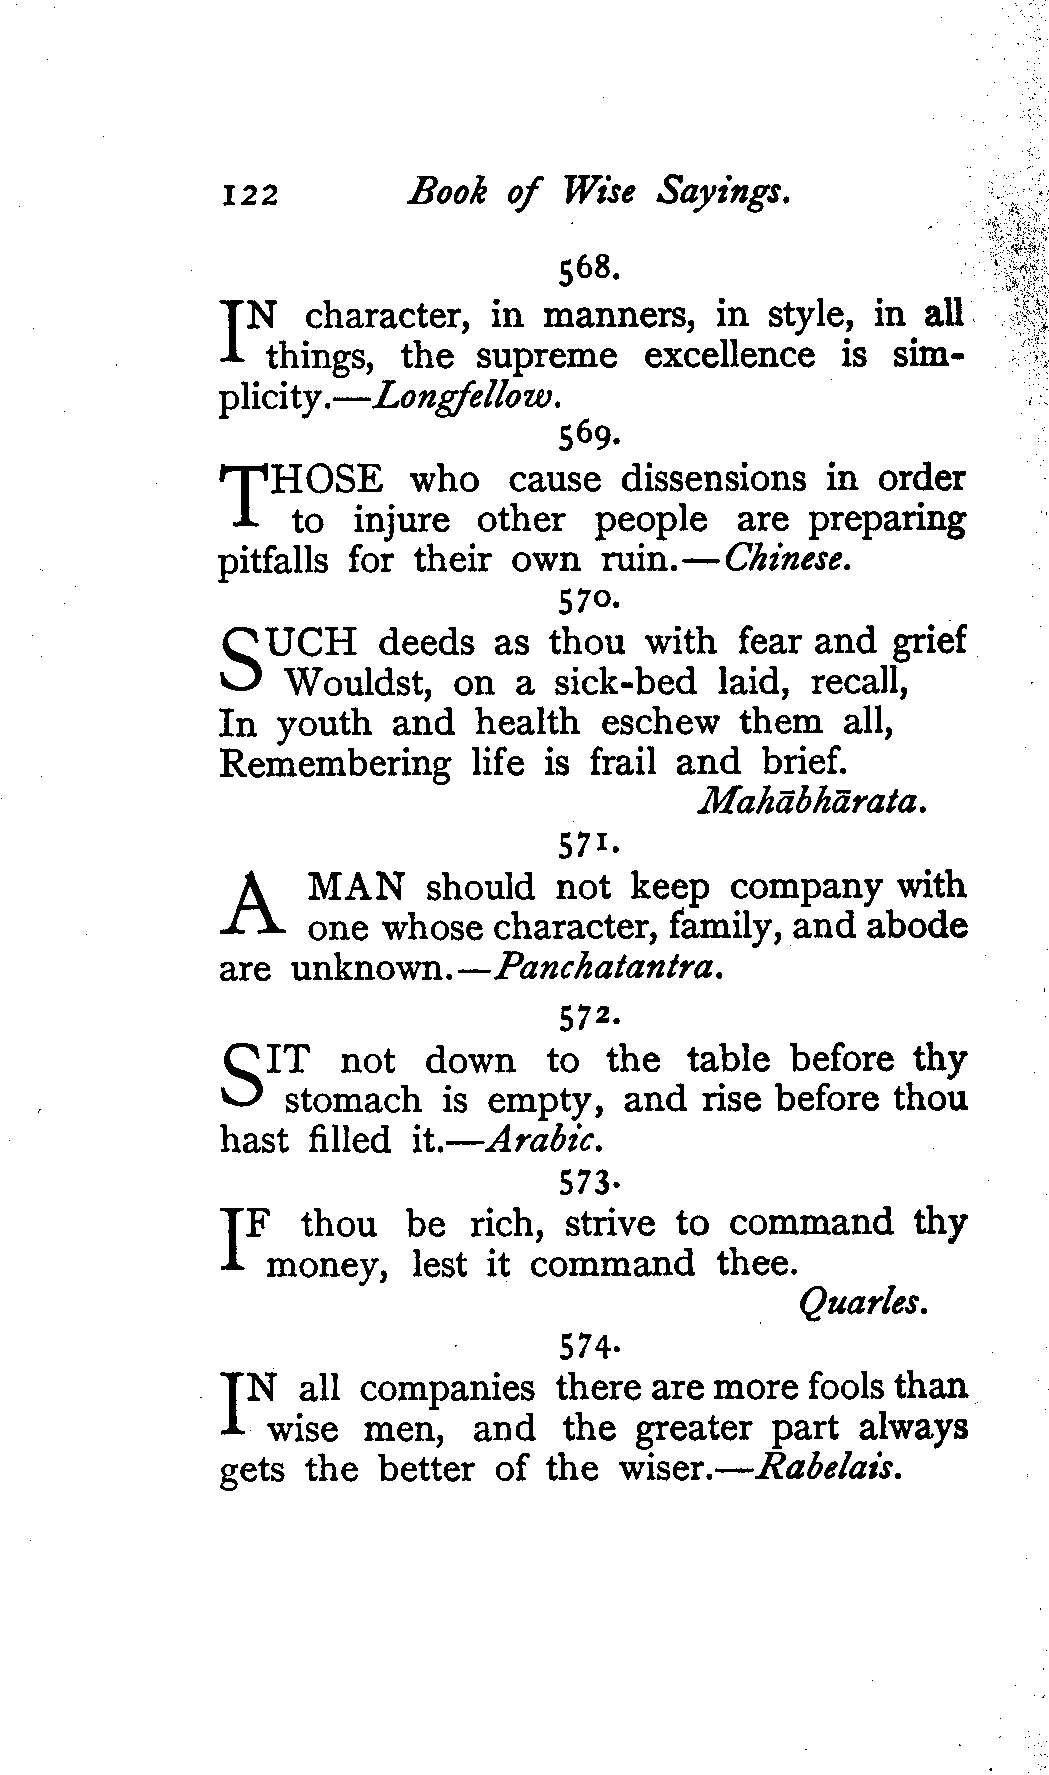 122 Book of Wise Sayings.
568.
IN character, in manners, in style, in all
things, the supreme excellence is sim-
plicity.—Longfellow.
569.
THOSE who cause dissensions in order
to injure other people are preparing
pitfalls for their own ruin.—Chinese.
570.
SUCH deeds as thou with fear and grief
Wouldst, on a sick-bed laid, recall,
In youth and health eschew them all,
Remembering life is frail and brief.
Mahābhārata.
571.
A MAN should not keep company with
one whose character, family, and abode
are unknown.—Panchatantra.
572.
SIT not down to the table before thy
stomach is empty, and rise before thou
hast filled it.—Arabic.
573.
IF thou be rich, strive to command thy
money, lest it command thee.
Quarles.
574.
IN all companies there are more fools than
wise men, and the greater part always
gets the better of the wiser.—Rabelais.